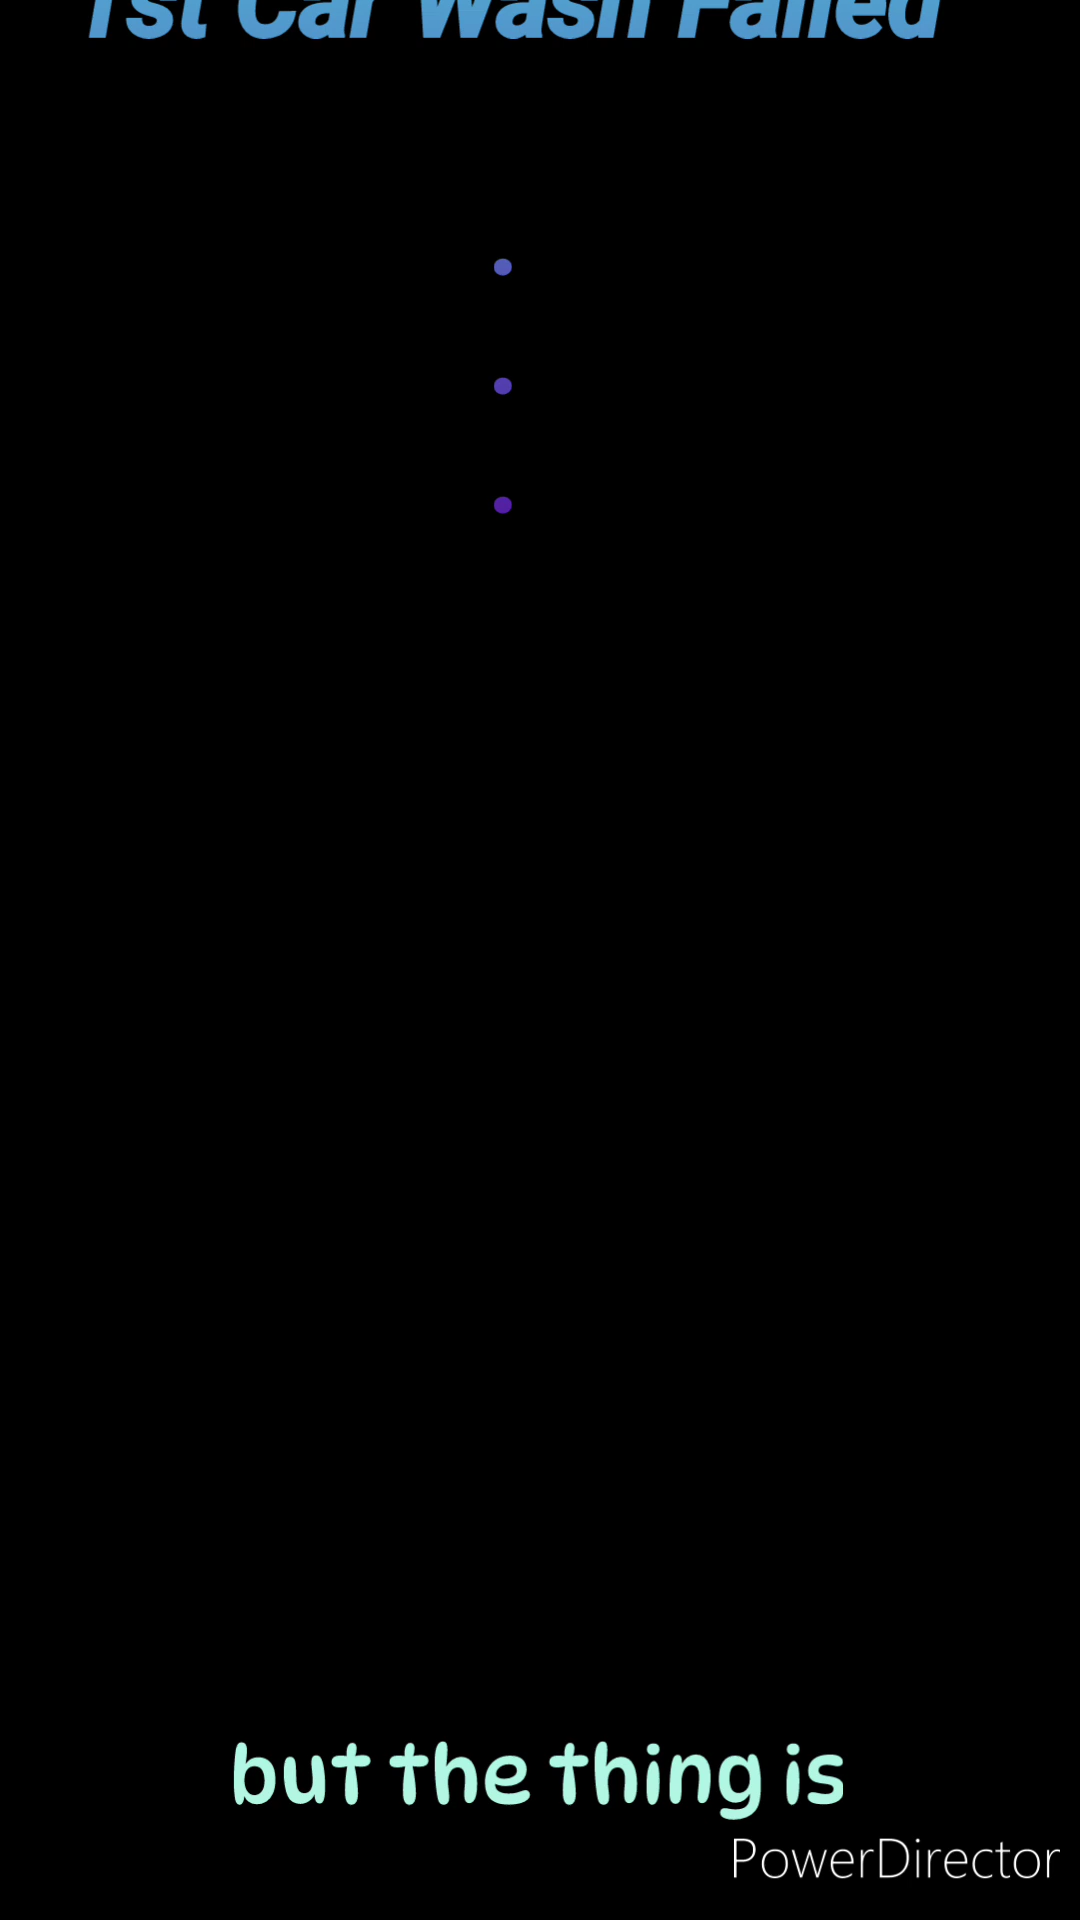 1st Car Wash Failed
.
.
.
but the thing is
PowerDirector